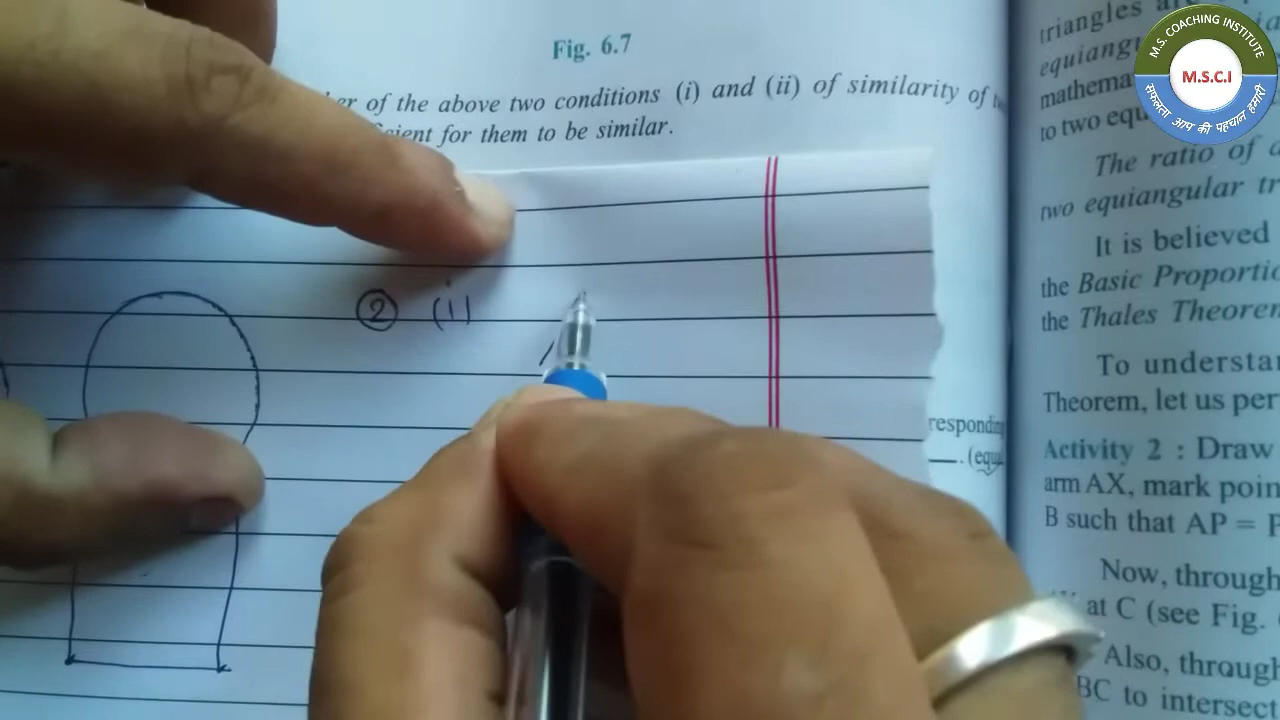 Fig. 6.7
of the above two conditions (i) and (ii) of similarity of
for them to be similar.
② (i)
responding
triangles
mathema
to two equ
The ratio of
two equiangular tr
It is believed
the Basic Proportio
the Thales Theorem
To understa
Theorem, let us per
Activity 2 : Draw
arm AX, mark poin
B such that AP = P
Now, through
at C (see Fig.
Also, through
BC to intersect
M.S. COACHING INSTITUTE
M.S.C.I
सफलता आप की पहचान हमारी